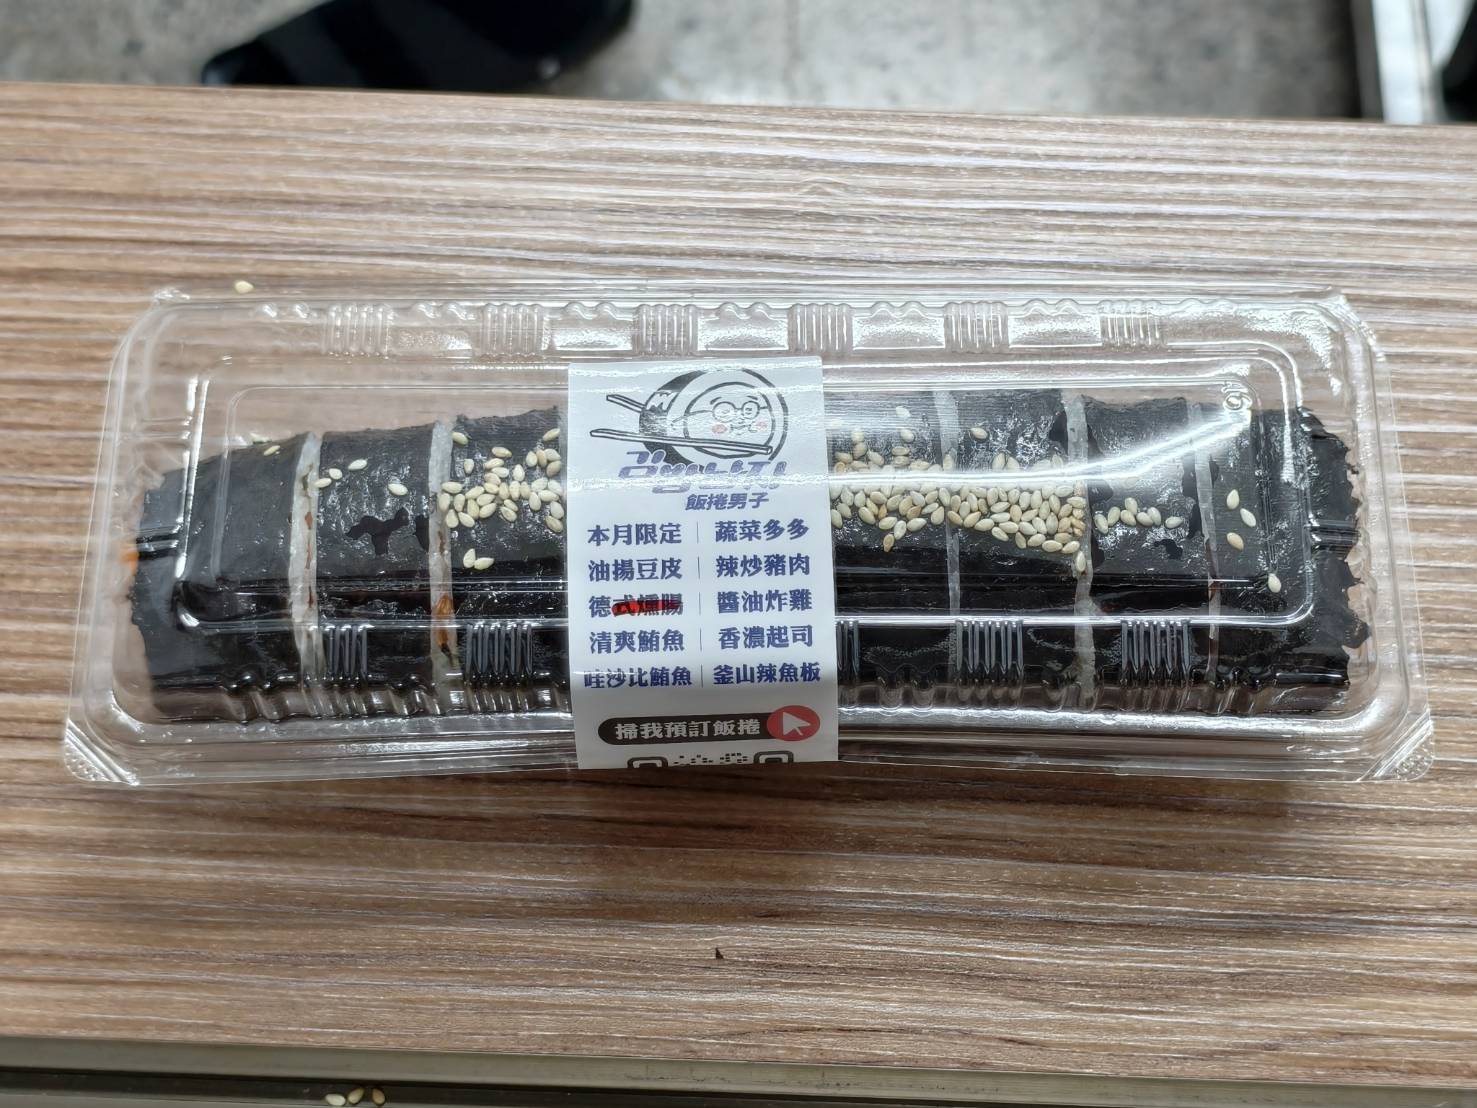 김밥남자
飯捲男子
本月限定 | 蔬菜多多
油揚豆皮 | 辣炒豬肉
德式燻腸 | 醬油炸雞
清爽鮪魚 | 香濃起司
哇沙比鮪魚 | 釜山辣魚板
掃我預訂飯捲